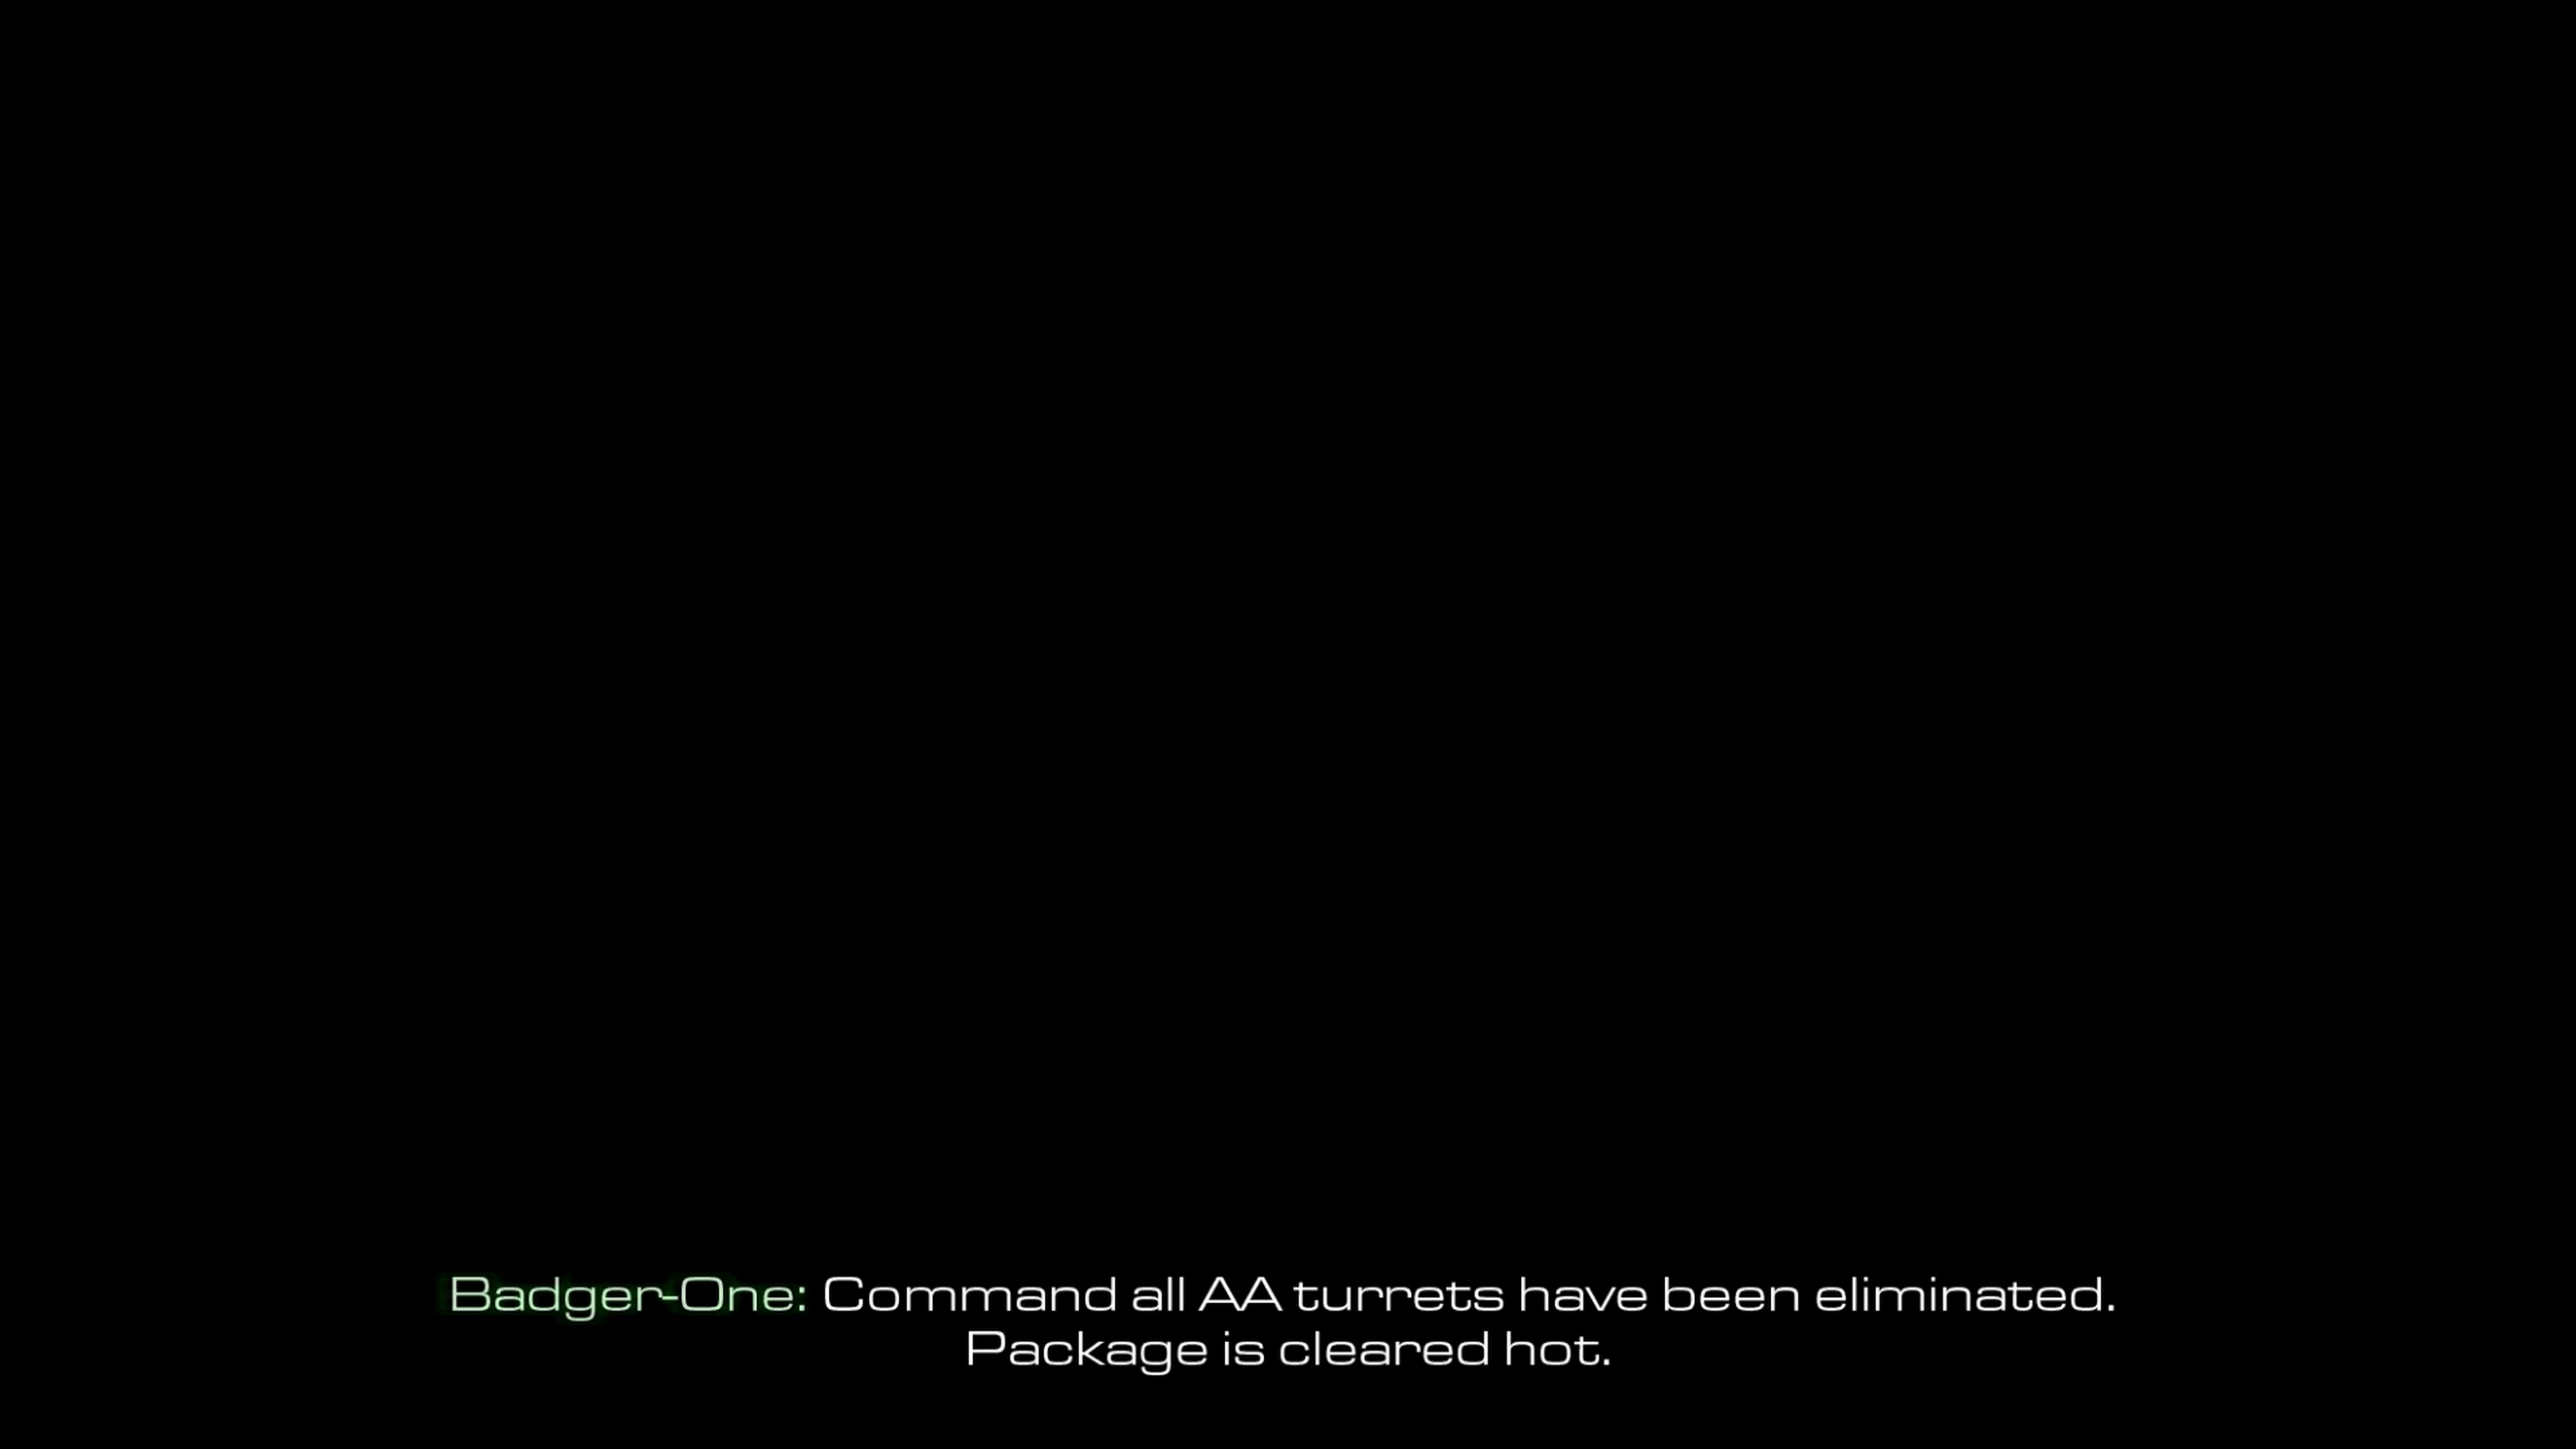 Badger-One: Command all AA turrets have been eliminated.
Package is cleared hot.